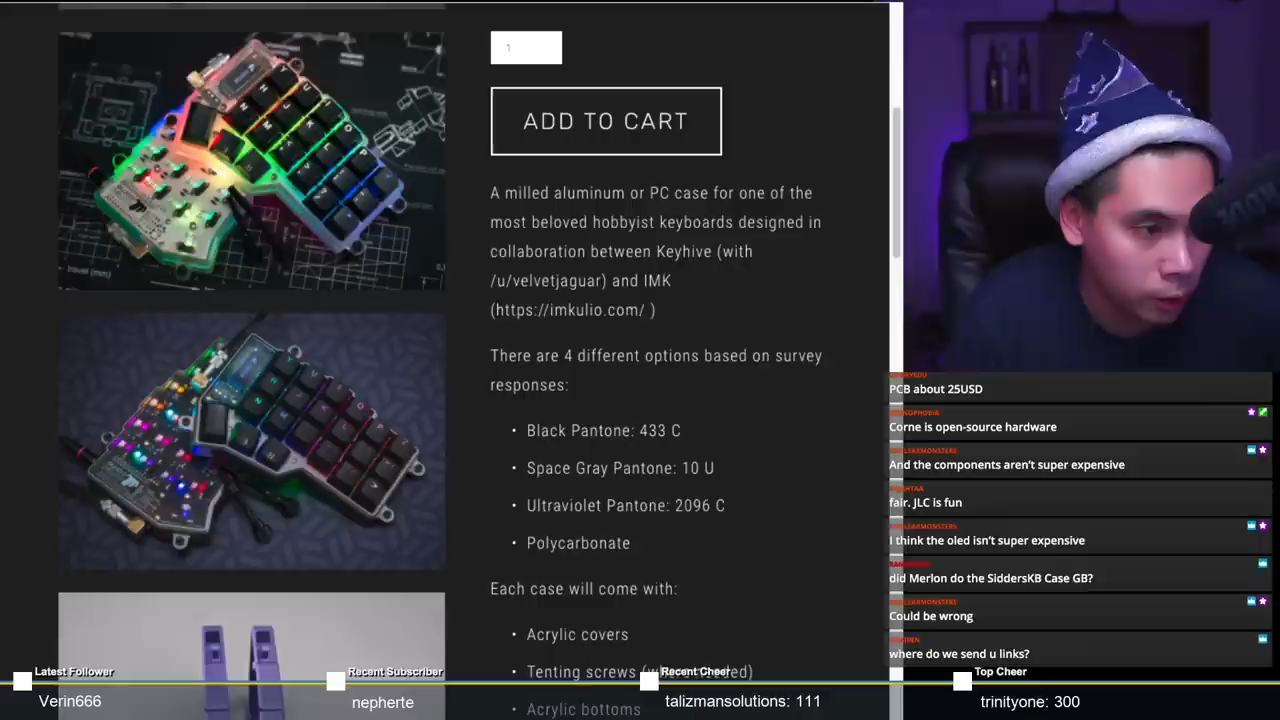 1
ADD TO CART
A milled aluminum or PC case for one of the
most beloved hobbyist keyboards designed in
collaboration between Keyhive (with
/u/velvetjaguar) and IMK
(https://imkulio.com/ )
There are 4 different options based on survey
responses:
• Black Pantone: 433 C
• Space Gray Pantone: 10 U
• Ultraviolet Pantone: 2096 C
• Polycarbonate
Each case will come with:
• Acrylic covers
• Tenting screws
• Acrylic bottoms
PCB about 25USD
Corne is open-source hardware
And the components aren't super expensive
fair. JLC is fun
I think the oled isn't super expensive
did Merlon do the SiddersKB Case GB?
Could be wrong
where do we send u links?
Latest Follower
Verin666
Recent Subscriber
nepherte
Recent Cheer
talizmansolutions: 111
Top Cheer
trinityone: 300